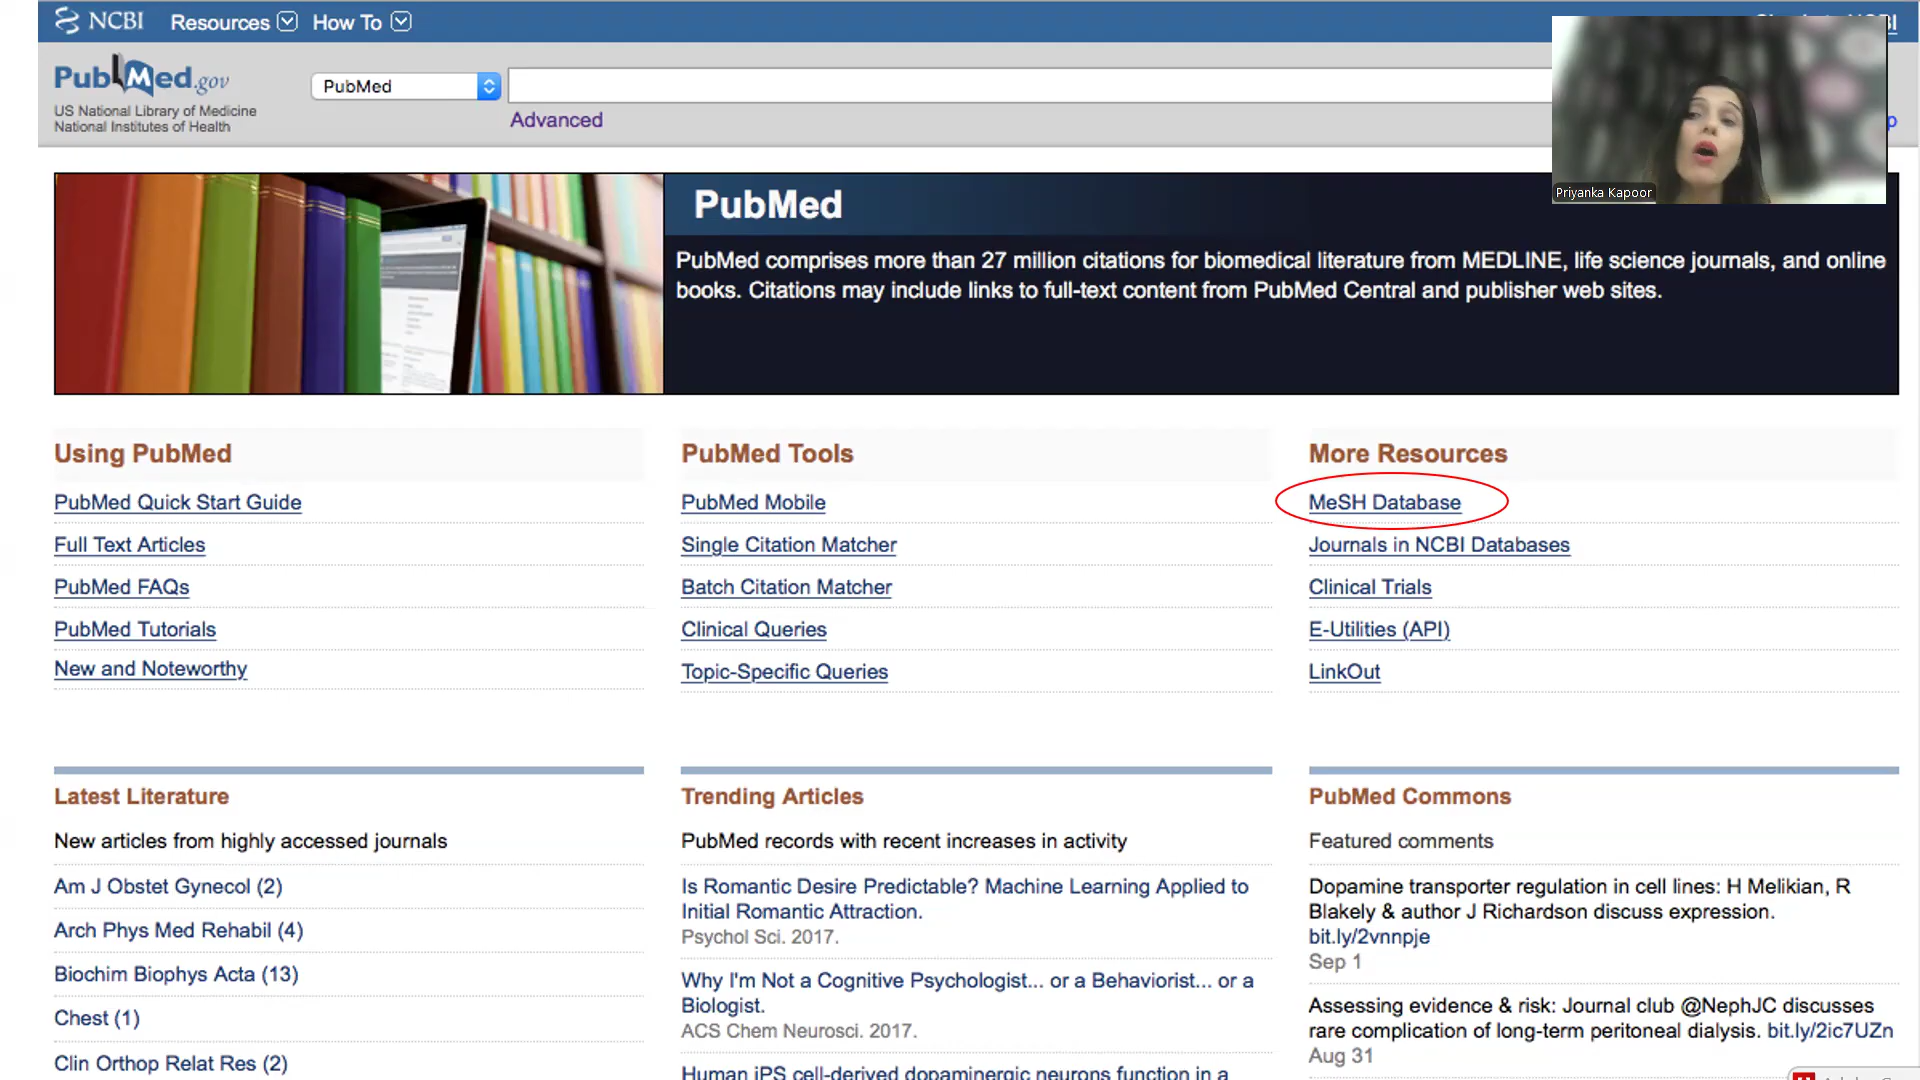 NCBI Resources How To
PubMed.gov
US National Library of Medicine
National Institutes of Health
PubMed
Advanced
Priyanka Kapoor
PubMed
PubMed comprises more than 27 million citations for biomedical literature from MEDLINE, life science journals, and online
books. Citations may include links to full-text content from PubMed Central and publisher web sites.
Using PubMed
PubMed Quick Start Guide
Full Text Articles
PubMed FAQs
PubMed Tutorials
New and Noteworthy
PubMed Tools
PubMed Mobile
Single Citation Matcher
Batch Citation Matcher
Clinical Queries
Topic-Specific Queries
More Resources
MeSH Database
Journals in NCBI Databases
Clinical Trials
E-Utilities (API)
LinkOut
Latest Literature
New articles from highly accessed journals
Am J Obstet Gynecol (2)
Arch Phys Med Rehabil (4)
Biochim Biophys Acta (13)
Chest (1)
Clin Orthop Relat Res (2)
Trending Articles
PubMed records with recent increases in activity
Is Romantic Desire Predictable? Machine Learning Applied to
Initial Romantic Attraction.
Psychol Sci. 2017.
Why I'm Not a Cognitive Psychologist... or a Behaviorist... or a
Biologist.
ACS Chem Neurosci. 2017.
Human iPS cell-derived dopaminergic neurons function in a
PubMed Commons
Featured comments
Dopamine transporter regulation in cell lines: H Melikian, R
Blakely & author J Richardson discuss expression.
bit.ly/2vnnpje
Sep 1
Assessing evidence & risk: Journal club @NephJC discusses
rare complication of long-term peritoneal dialysis. bit.ly/2ic7UZn
Aug 31